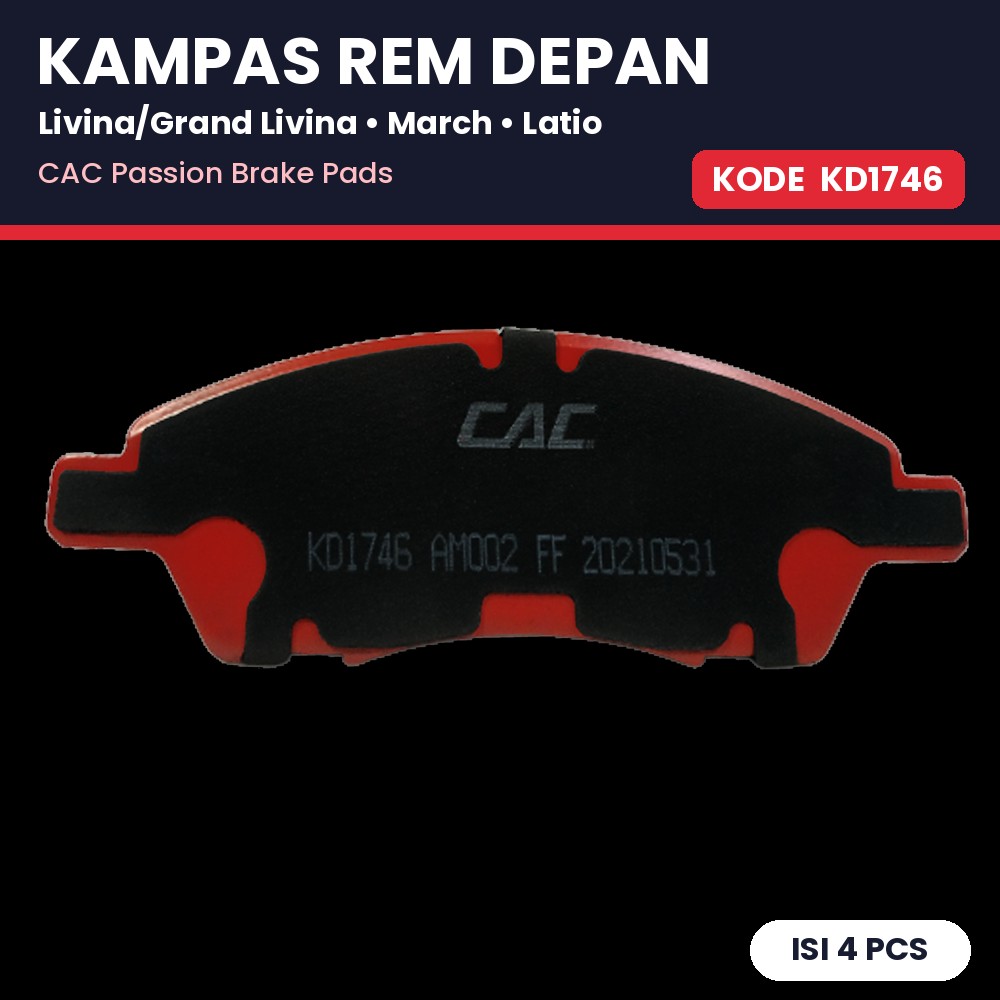 KAMPAS REM DEPAN
Livina/Grand Livina • March • Latio
CAC Passion Brake Pads
KODE KD1746
CAC
KD1746 AM002 FF 20210531
ISI 4 PCS